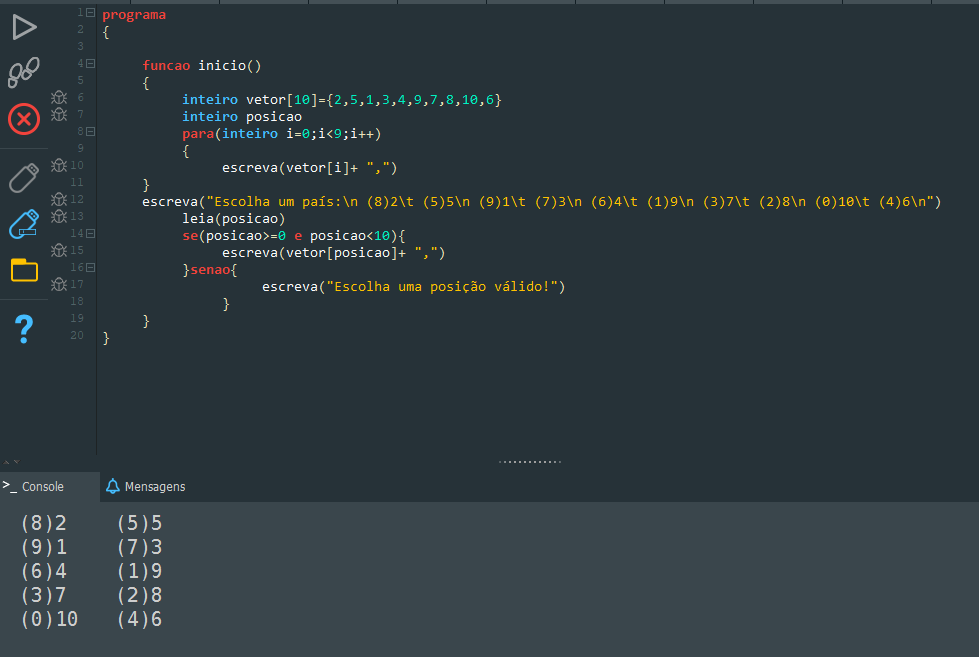 1 programa
2 {
3
4 funcao inicio()
5 {
6 inteiro vetor[10]={2,5,1,3,4,9,7,8,10,6}
7 inteiro posicao
8 para(inteiro i=0;i<9;i++)
9 {
10 escreva(vetor[i]+ ",")
11 }
12 escreva("Escolha um país:\n (8)2\t (5)5\n (9)1\t (7)3\n (6)4\t (1)9\n (3)7\t (2)8\n (0)10\t (4)6\n")
13 leia(posicao)
14 se(posicao>=0 e posicao<10){
15 escreva(vetor[posicao]+ ",")
16 }senao{
17 escreva("Escolha uma posição válido!")
18 }
19 }
20 }
>_ Console Mensagens
(8)2 (5)5
(9)1 (7)3
(6)4 (1)9
(3)7 (2)8
(0)10 (4)6